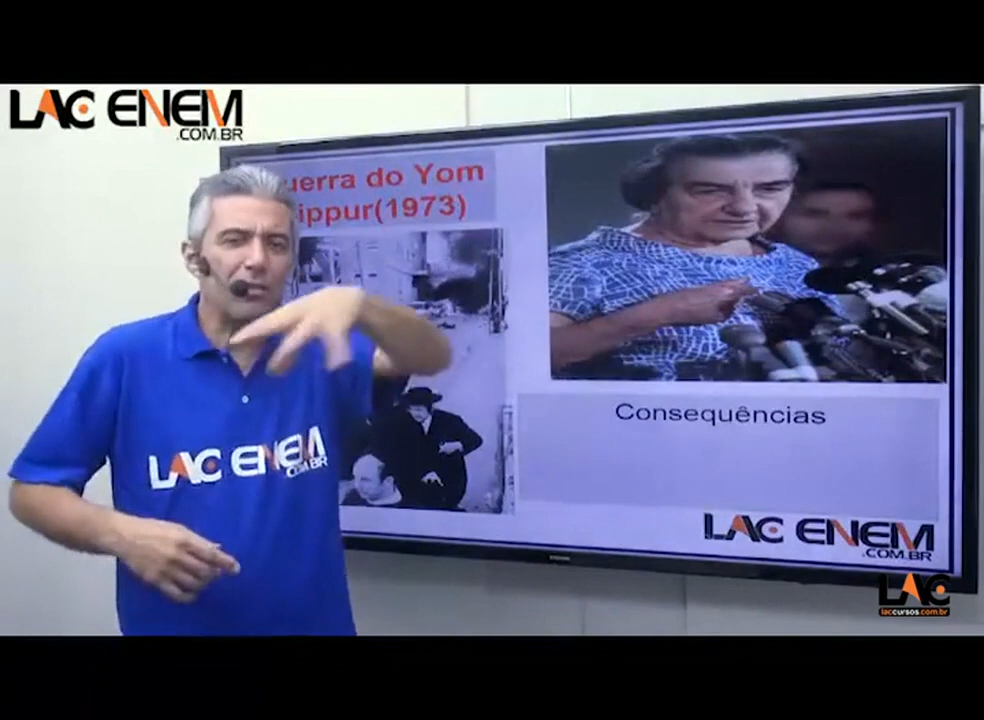 LAC ENEM
.COM.BR
uerra do Yom
ippur(1973)
Consequências
LAC ENEM
.COM.BR
LAC ENEM
.COM.BR
LAC
laccursos.com.br